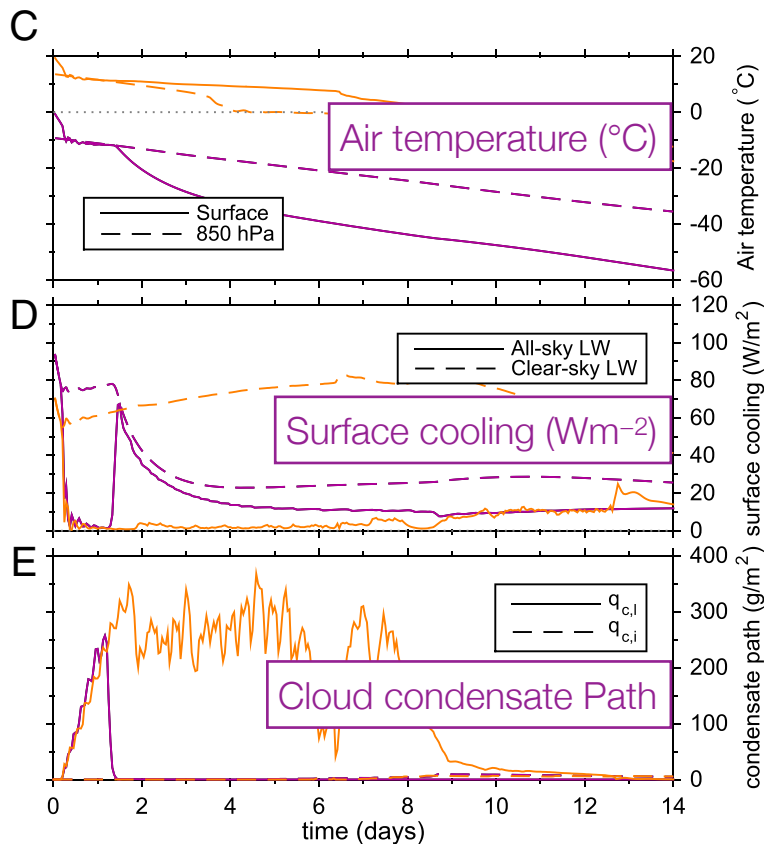 C
20
0
-20
-40
-60
Air temperature (°C)
Air temperature (°C)
Surface
850 hPa
D
120
100
80
60
40
20
0
surface cooling (W/m²)
All-sky LW
Clear-sky LW
Surface cooling (Wm−2)
E
400
300
200
100
0
condensate path (g/m²)
qc,l
qc,i
Cloud condensate Path
0 2 4 6 8 10 12 14
time (days)